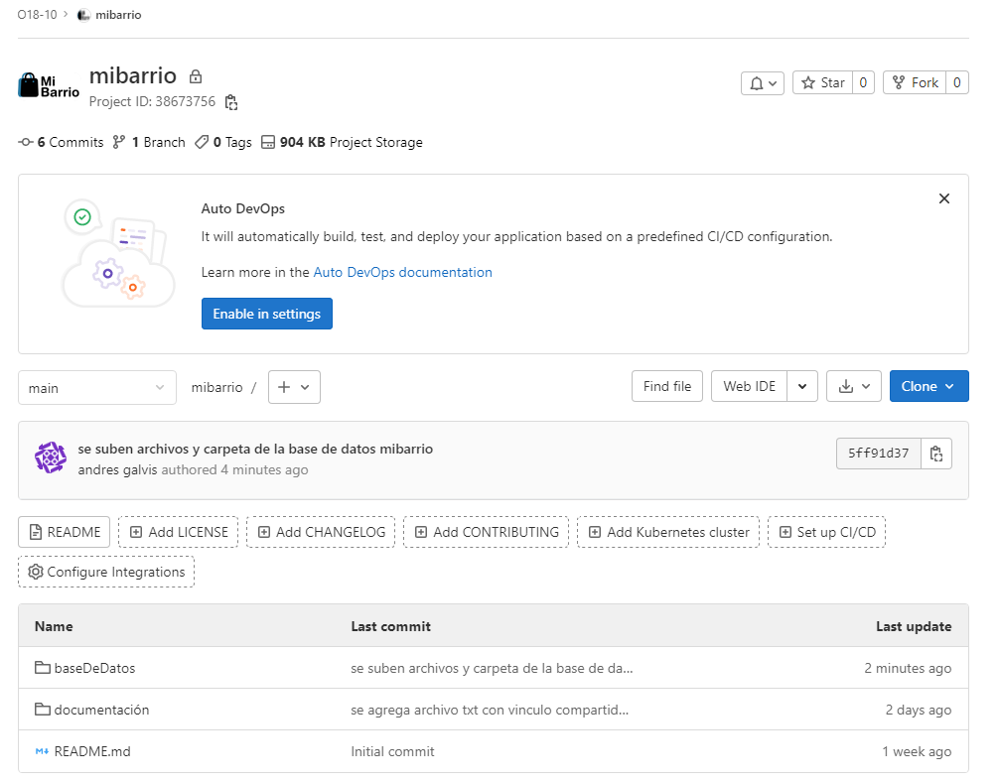 O18-10 > mibarrio
Mi
Barrio
mibarrio
Project ID: 38673756
Star 0
Fork 0
6 Commits 1 Branch 0 Tags 904 KB Project Storage
Auto DevOps
It will automatically build, test, and deploy your application based on a predefined CI/CD configuration.
Learn more in the Auto DevOps documentation
Enable in settings
main mibarrio / + Find file Web IDE Clone
se suben archivos y carpeta de la base de datos mibarrio
andres galvis authored 4 minutes ago
5ff91d37
README Add LICENSE Add CHANGELOG Add CONTRIBUTING Add Kubernetes cluster Set up CI/CD
Configure Integrations
Name Last commit Last update
baseDeDatos se suben archivos y carpeta de la base de da... 2 minutes ago
documentación se agrega archivo txt con vinculo compartid... 2 days ago
README.md Initial commit 1 week ago